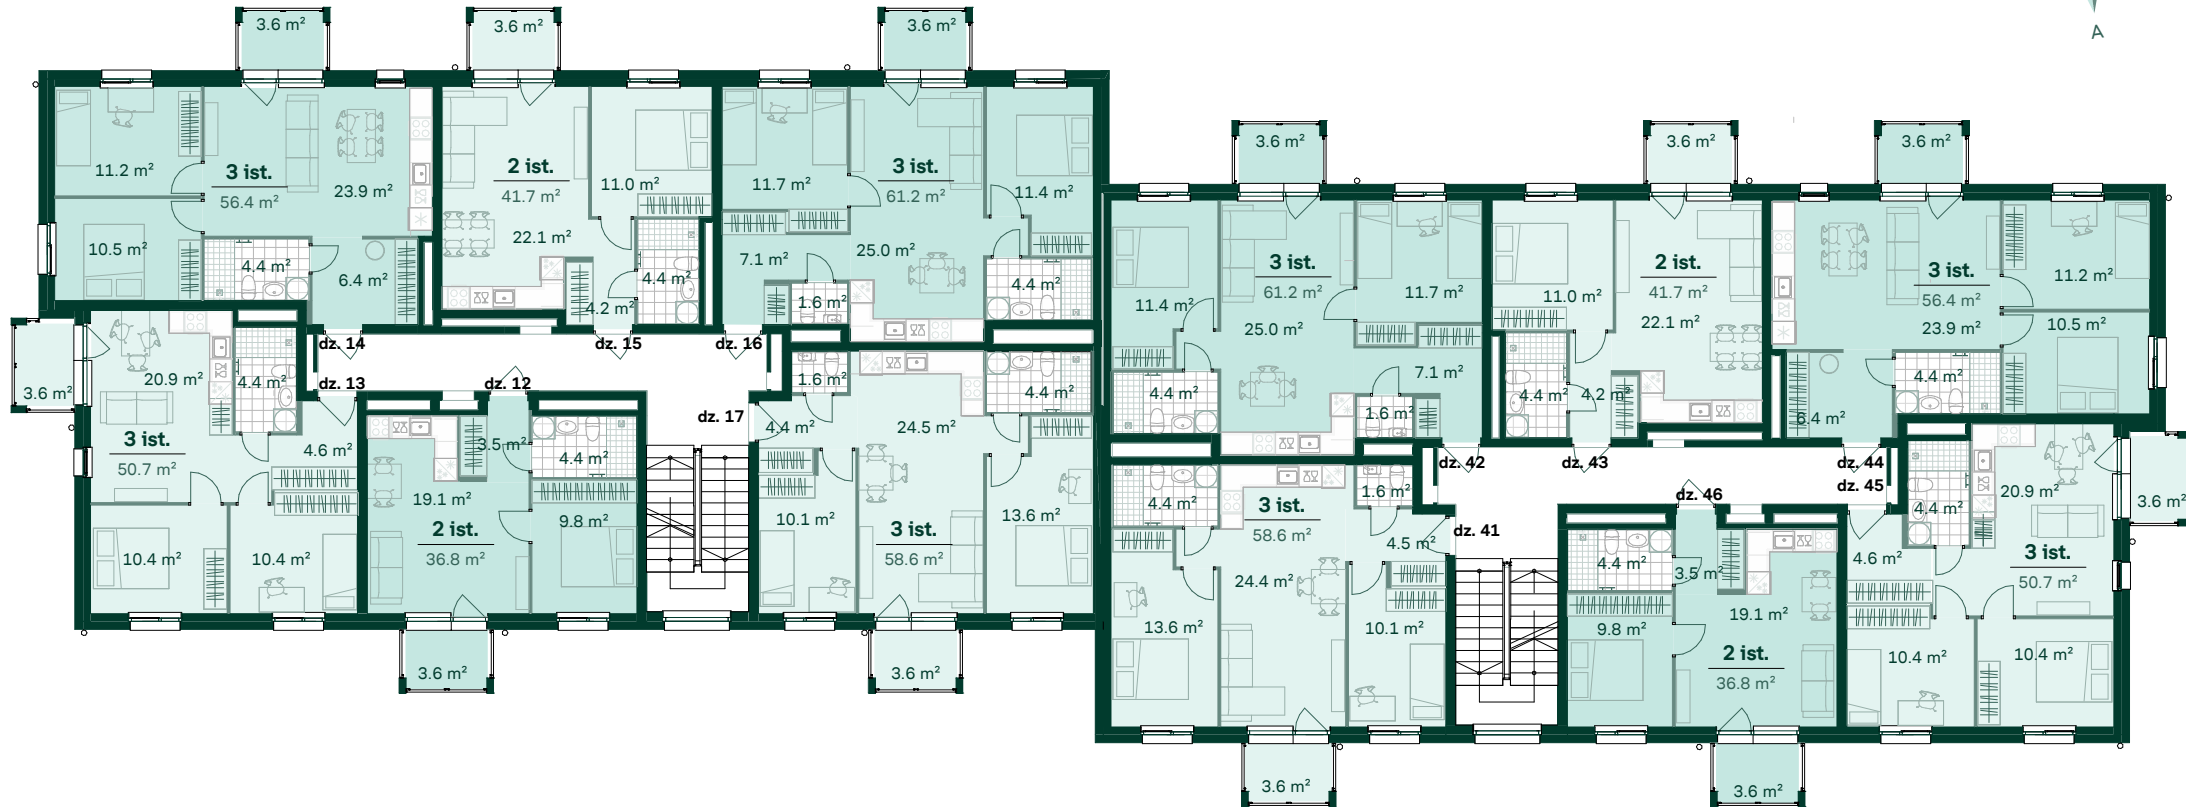 A
3.6 m²
3.6 m²
3.6 m²
11.2 m²
3 ist.
56.4 m²
23.9 m²
10.5 m²
4.4 m²
6.4 m²
dz. 14
2 ist.
41.7 m²
11.0 m²
22.1 m²
4.4 m²
4.2 m²
dz. 15
11.7 m²
3 ist.
61.2 m²
11.4 m²
7.1 m²
25.0 m²
1.6 m²
4.4 m²
dz. 16
3.6 m²
20.9 m²
4.4 m²
dz. 13
3 ist.
50.7 m²
4.6 m²
10.4 m²
10.4 m²
dz. 12
3.5 m²
4.4 m²
19.1 m²
2 ist.
36.8 m²
9.8 m²
3.6 m²
dz. 17
1.6 m²
4.4 m²
4.4 m²
24.5 m²
10.1 m²
3 ist.
58.6 m²
13.6 m²
3.6 m²
3.6 m²
3.6 m²
3.6 m²
3 ist.
61.2 m²
11.4 m²
11.7 m²
25.0 m²
7.1 m²
4.4 m²
1.6 m²
dz. 42
2 ist.
41.7 m²
11.0 m²
22.1 m²
4.4 m²
4.2 m²
dz. 43
3 ist.
56.4 m²
11.2 m²
23.9 m²
10.5 m²
4.4 m²
6.4 m²
dz. 44
dz. 45
4.4 m²
3 ist.
58.6 m²
1.6 m²
dz. 41
4.5 m²
24.4 m²
13.6 m²
10.1 m²
3.6 m²
dz. 46
4.4 m²
3.5 m²
19.1 m²
9.8 m²
2 ist.
36.8 m²
3.6 m²
20.9 m²
4.4 m²
3.6 m²
4.6 m²
3 ist.
50.7 m²
10.4 m²
10.4 m²